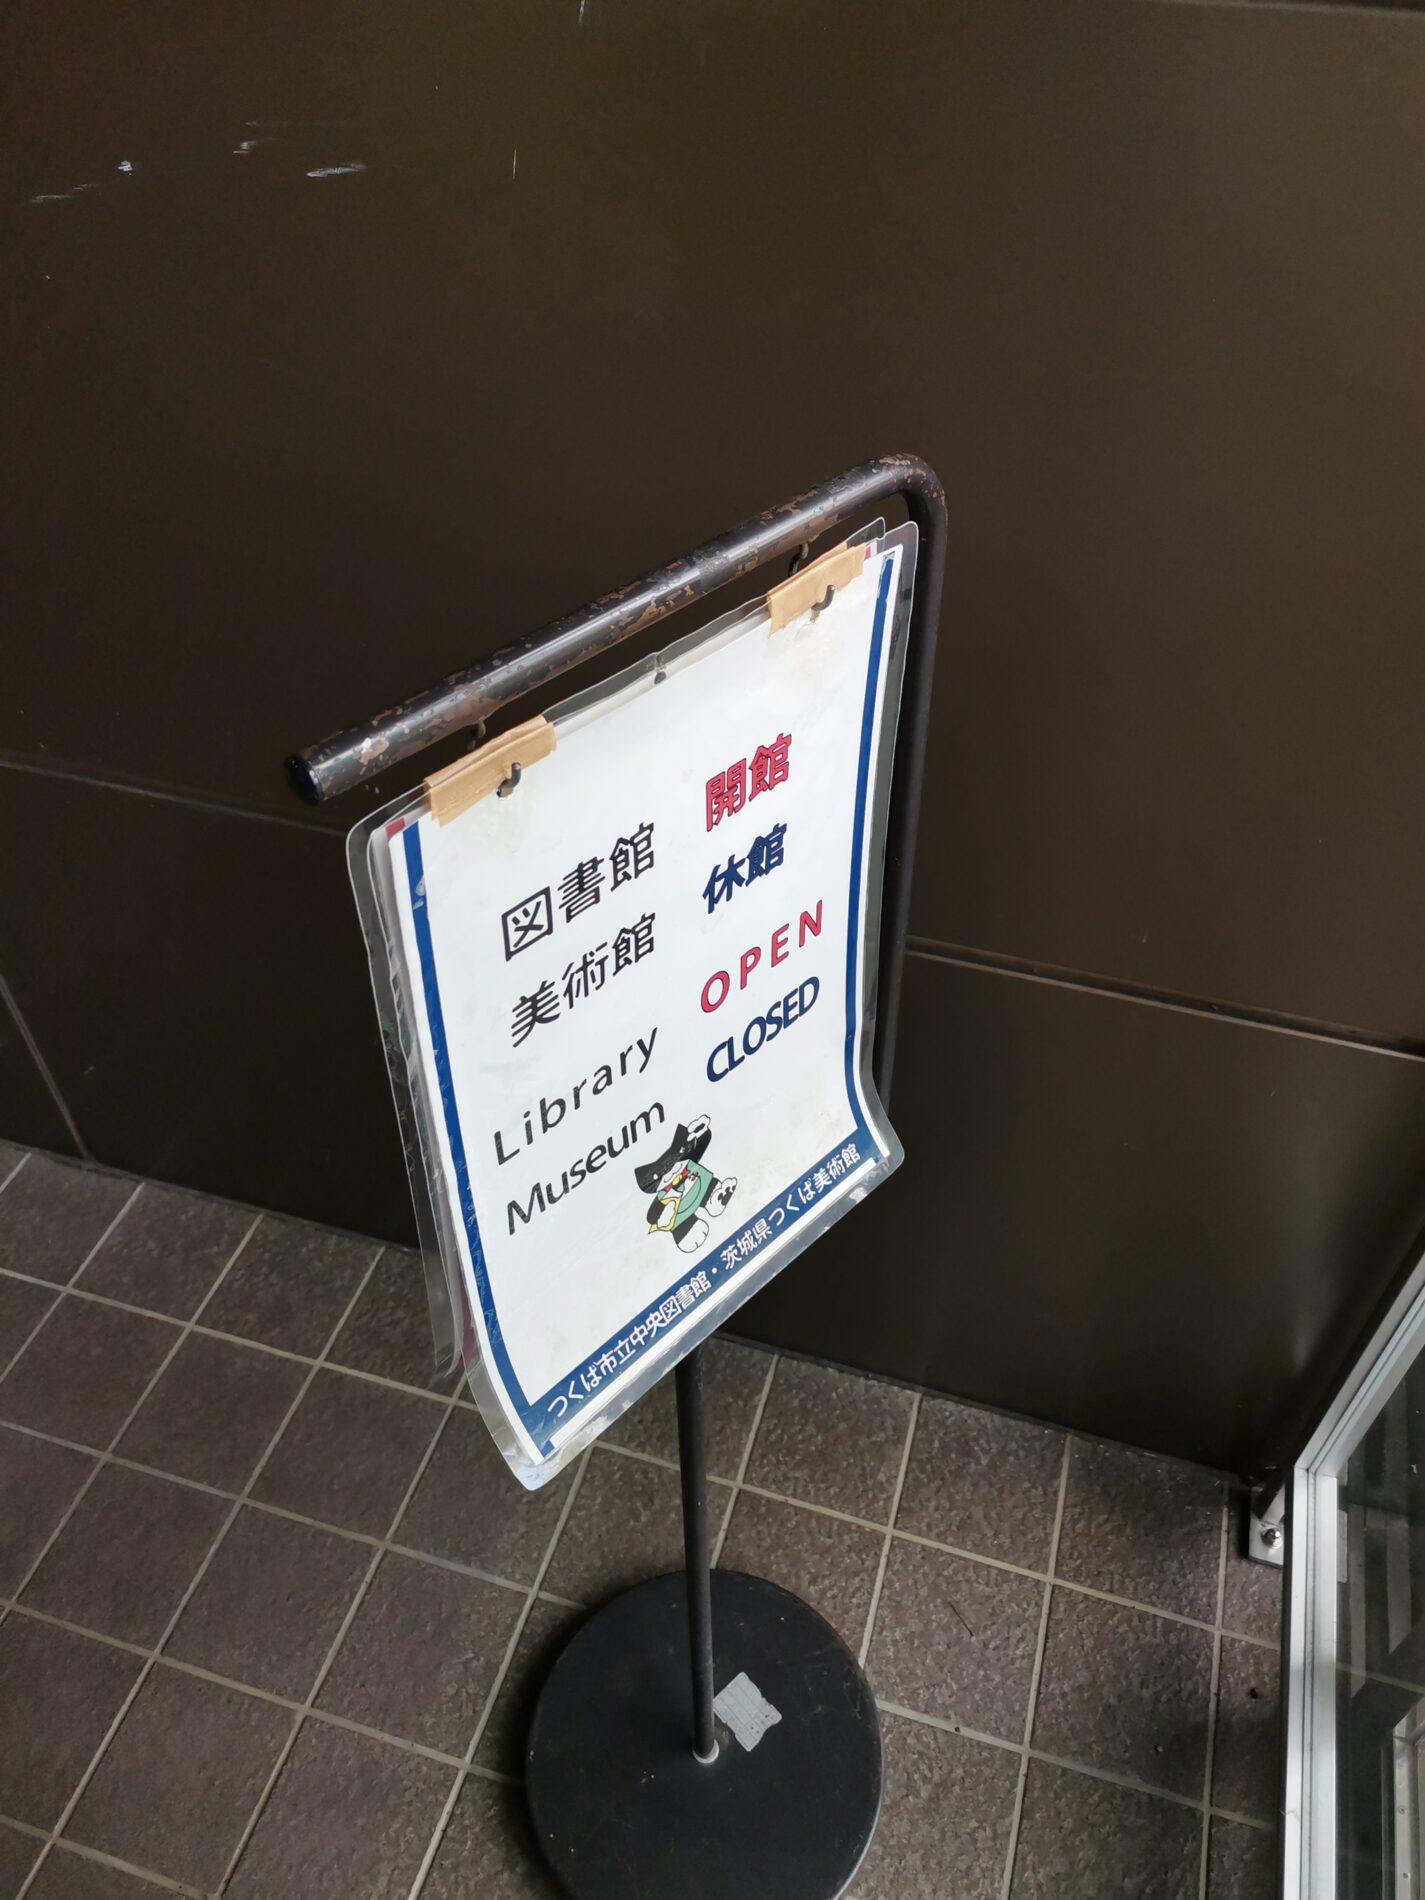 図書館 開館
美術館 休館
Library OPEN
Museum CLOSED
つくば市立中央図書館・茨城県つくば美術館